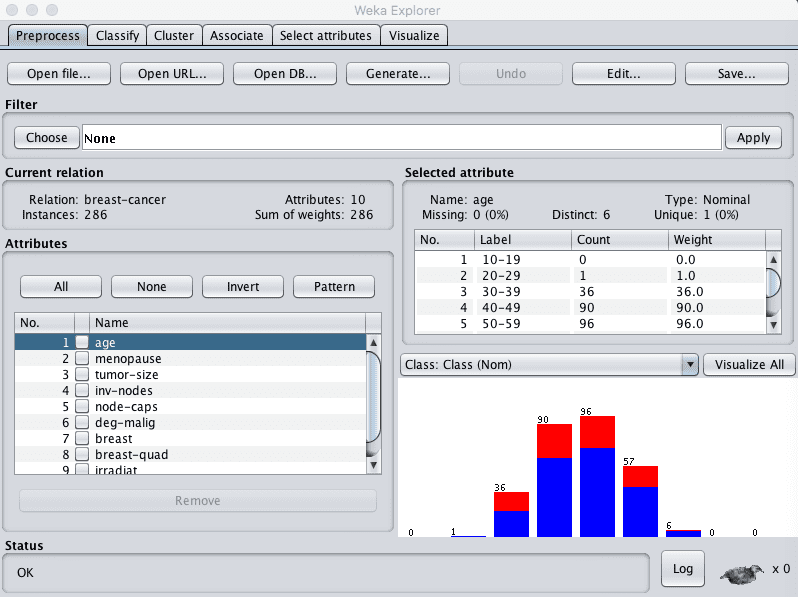 Weka Explorer
Preprocess Classify Cluster Associate Select attributes Visualize
Open file... Open URL... Open DB... Generate... Undo Edit... Save...
Filter
Choose None Apply
Current relation
Relation: breast-cancer Attributes: 10
Instances: 286 Sum of weights: 286
Attributes
All None Invert Pattern
No. Name
1 age
2 menopause
3 tumor-size
4 inv-nodes
5 node-caps
6 deg-malig
7 breast
8 breast-quad
9 irradiat
Remove
Selected attribute
Name: age Type: Nominal
Missing: 0 (0%) Distinct: 6 Unique: 1 (0%)
No. Label Count Weight
1 10-19 0 0.0
2 20-29 1 1.0
3 30-39 36 36.0
4 40-49 90 90.0
5 50-59 96 96.0
Class: Class (Nom) Visualize All
0 1 36 90 96 57 6 0 0
Status
OK
Log x 0